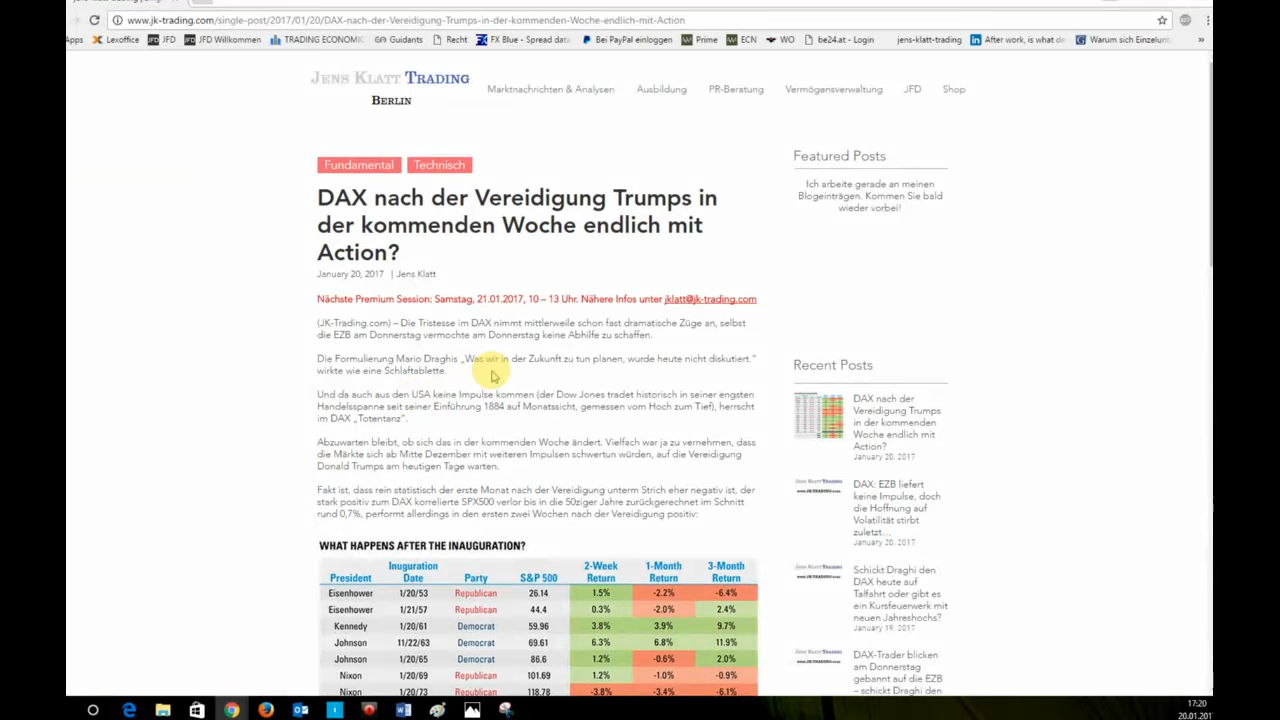 www.jk-trading.com/single-post/2017/01/20/DAX-nach-der-Vereidigung-Trumps-in-der-kommenden-Woche-endlich-mit-Action
Apps Lexoffice JFD JFD Willkommen TRADING ECONOMIC Guidants Recht FX Blue - Spread data Bei PayPal einloggen Prime ECN WO be24.at - Login jens-klatt-trading After work, is what de Warum sich Einzelunt »
JENS KLATT TRADING
BERLIN
Marktnachrichten & Analysen Ausbildung PR-Beratung Vermögensverwaltung JFD Shop
Fundamental Technisch
DAX nach der Vereidigung Trumps in
der kommenden Woche endlich mit
Action?
January 20, 2017 | Jens Klatt
Nächste Premium Session: Samstag, 21.01.2017, 10 – 13 Uhr. Nähere Infos unter jklatt@jk-trading.com
(JK-Trading.com) – Die Tristesse im DAX nimmt mittlerweile schon fast dramatische Züge an, selbst
die EZB am Donnerstag vermochte am Donnerstag keine Abhilfe zu schaffen.
Die Formulierung Mario Draghis „Was wir in der Zukunft zu tun planen, wurde heute nicht diskutiert.”
wirkte wie eine Schlaftablette.
Und da auch aus den USA keine Impulse kommen (der Dow Jones tradet historisch in seiner engsten
Handelsspanne seit seiner Einführung 1884 auf Monatssicht, gemessen vom Hoch zum Tief), herrscht
im DAX „Totentanz”.
Abzuwarten bleibt, ob sich das in der kommenden Woche ändert. Vielfach war ja zu vernehmen, dass
die Märkte sich ab Mitte Dezember mit weiteren Impulsen schwertun würden, auf die Vereidigung
Donald Trumps am heutigen Tage warten.
Fakt ist, dass rein statistisch der erste Monat nach der Vereidigung unterm Strich eher negativ ist, der
stark positiv zum DAX korrelierte SPX500 verlor bis in die 50ziger Jahre zurückgerechnet im Schnitt
rund 0,7%, performt allerdings in den ersten zwei Wochen nach der Vereidigung positiv:
WHAT HAPPENS AFTER THE INAUGURATION?
Inuguration 2-Week 1-Month 3-Month
President Date Party S&P 500 Return Return Return
Eisenhower 1/20/53 Republican 26.14 1.5% -2.2% -6.4%
Eisenhower 1/21/57 Republican 44.4 0.3% -2.0% 2.4%
Kennedy 1/20/61 Democrat 59.96 3.8% 3.9% 9.7%
Johnson 11/22/63 Democrat 69.61 6.3% 6.8% 11.9%
Johnson 1/20/65 Democrat 86.6 1.2% -0.6% 2.0%
Nixon 1/20/69 Republican 101.69 1.2% -1.0% -0.9%
Nixon 1/20/73 Republican 118.78 -3.8% -3.4% -6.1%
Featured Posts
Ich arbeite gerade an meinen
Blogeinträgen. Kommen Sie bald
wieder vorbei!
Recent Posts
DAX nach der
Vereidigung Trumps
in der kommenden
Woche endlich mit
Action?
January 20, 2017
DAX: EZB liefert
keine Impulse, doch
die Hoffnung auf
Volatilität stirbt
zuletzt…
January 20, 2017
Schickt Draghi den
DAX heute auf
Talfahrt oder gibt es
ein Kursfeuerwerk mit
neuen Jahreshochs?
January 19, 2017
DAX-Trader blicken
am Donnerstag
gebannt auf die EZB
– schickt Draghi den
17:20
20.01.201